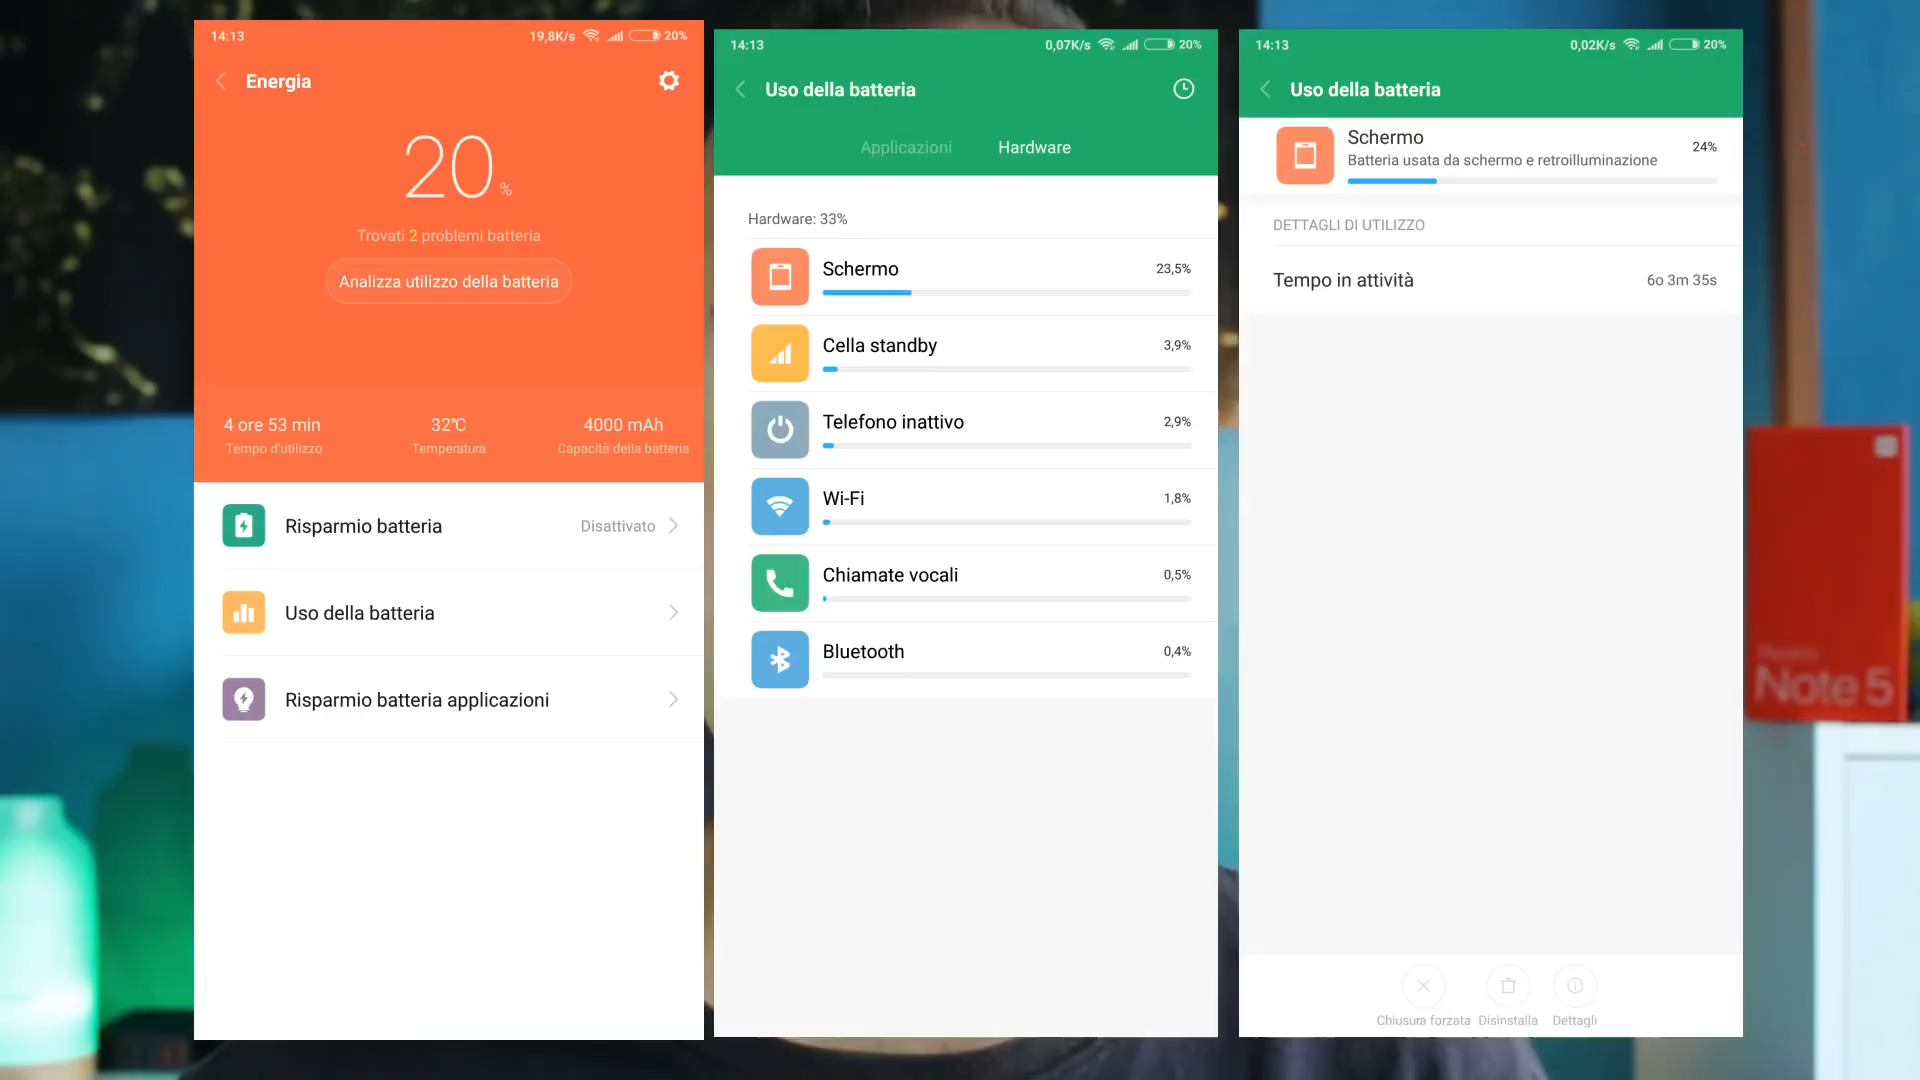 14:13
19,8K/s
20%
Energia
20 %
Trovati 2 problemi batteria
Analizza utilizzo della batteria
4 ore 53 min
Tempo d'utilizzo
32°C
Temperatura
4000 mAh
Capacità della batteria
Risparmio batteria
Disattivato
Uso della batteria
Risparmio batteria applicazioni
14:13
0,07K/s
20%
Uso della batteria
Applicazioni
Hardware
Hardware: 33%
Schermo
23,5%
Cella standby
3,9%
Telefono inattivo
2,9%
Wi-Fi
1,8%
Chiamate vocali
0,5%
Bluetooth
0,4%
14:13
0,02K/s
20%
Uso della batteria
Schermo
Batteria usata da schermo e retroilluminazione
24%
DETTAGLI DI UTILIZZO
Tempo in attività
6o 3m 35s
Chiusura forzata
Disinstalla
Dettagli
Note 5